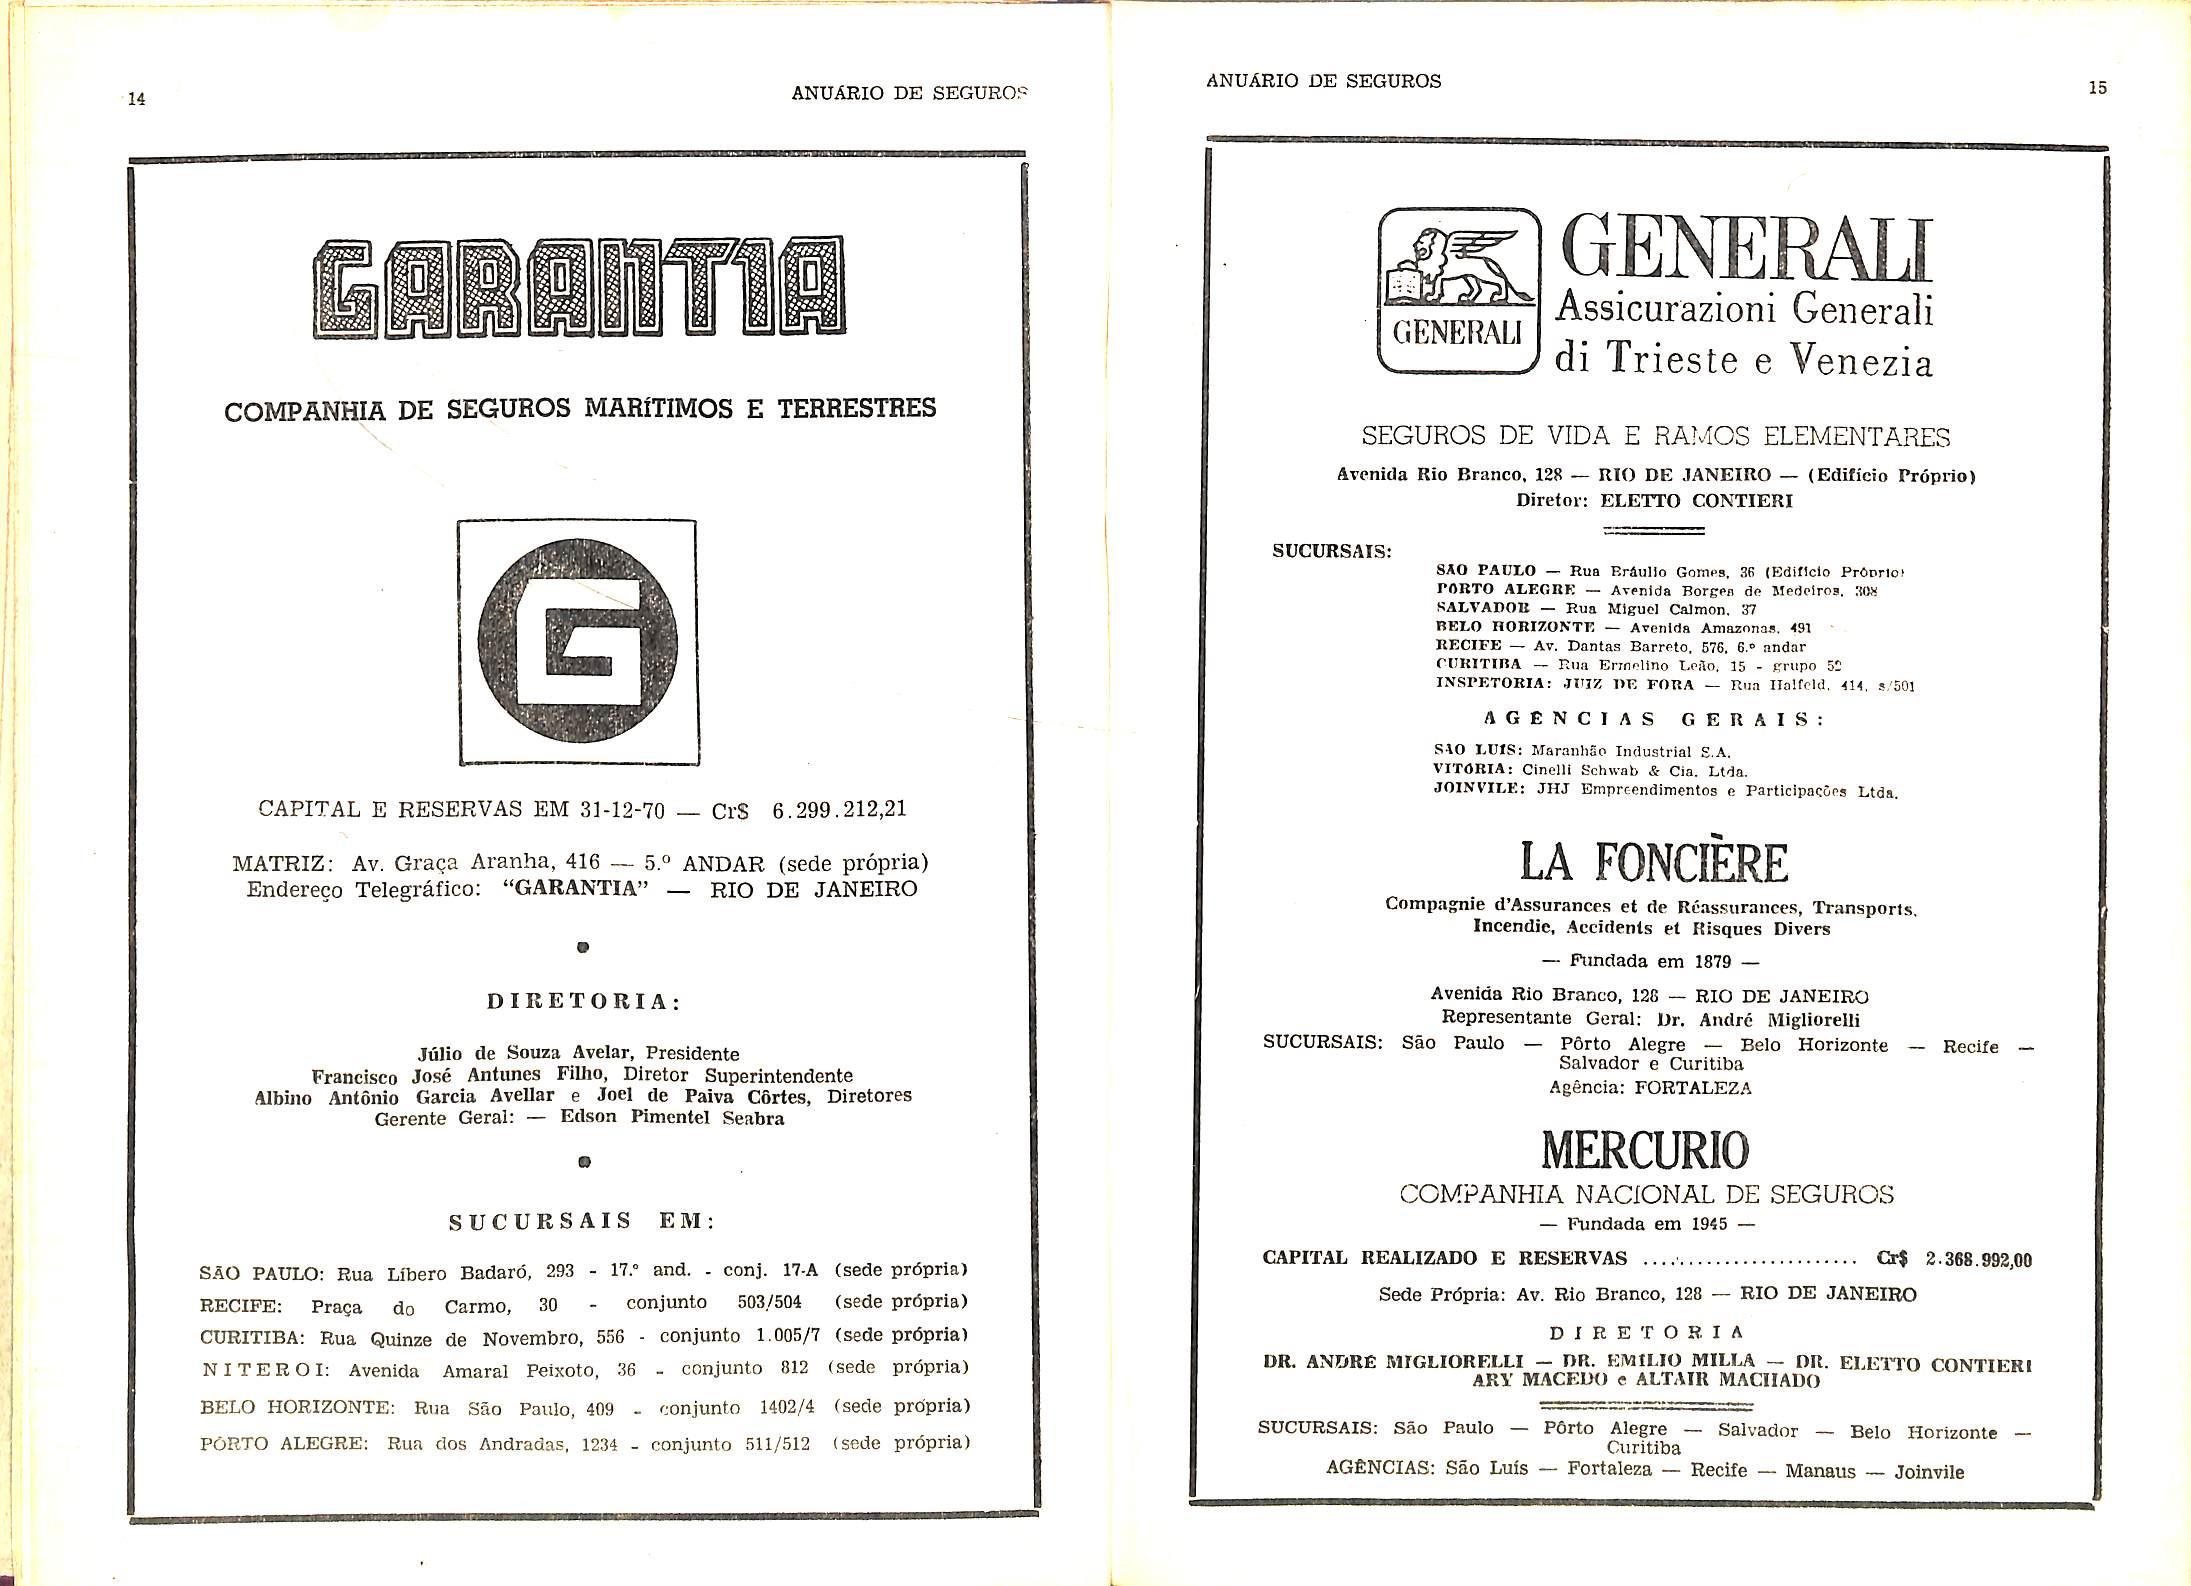 14
ANUÁRIO DE SEGUROS
GARANTIA
COMPANHIA DE SEGUROS MARÍTIMOS E TERRESTRES
G
CAPITAL E RESERVAS EM 31-12-70 — Cr$ 6.299.212,21
MATRIZ: Av. Graça Aranha, 416 — 5.º ANDAR (sede própria)
Endereço Telegráfico: “GARANTIA” — RIO DE JANEIRO
DIRETORIA:
Júlio de Souza Avelar, Presidente
Francisco José Antunes Filho, Diretor Superintendente
Albino Antônio Garcia Avellar e Joel de Paiva Côrtes, Diretores
Gerente Geral: — Edson Pimentel Seabra
SUCURSAIS EM:
SÃO PAULO: Rua Líbero Badaró, 293 - 17.º and. - conj. 17-A (sede própria)
RECIFE: Praça do Carmo, 30 - conjunto 503/504 (sede própria)
CURITIBA: Rua Quinze de Novembro, 556 - conjunto 1.005/7 (sede própria)
NITEROI: Avenida Amaral Peixoto, 36 - conjunto 812 (sede própria)
BELO HORIZONTE: Rua São Paulo, 409 - conjunto 1402/4 (sede própria)
PÔRTO ALEGRE: Rua dos Andradas, 1234 - conjunto 511/512 (sede própria)
ANUÁRIO DE SEGUROS
15
GENERALI
GENERALI
Assicurazioni Generali
di Trieste e Venezia
SEGUROS DE VIDA E RAMOS ELEMENTARES
Avenida Rio Branco, 128 — RIO DE JANEIRO — (Edifício Próprio)
Diretor: ELETTO CONTIERI
SUCURSAIS:
SÃO PAULO — Rua Bráulio Gomes, 36 (Edifício Próprio)
PORTO ALEGRE — Avenida Borges de Medeiros, 308
SALVADOR — Rua Miguel Calmon, 37
BELO HORIZONTE — Avenida Amazonas, 491
RECIFE — Av. Dantas Barreto, 576, 6.º andar
CURITIBA — Rua Ermelino Leão, 15 - grupo 52
INSPETORIA: JUIZ DE FORA — Rua Halfeld, 414, s/501
AGÊNCIAS GERAIS:
SÃO LUÍS: Maranhão Industrial S.A.
VITÓRIA: Cinelli Schwab & Cia. Ltda.
JOINVILE: JHJ Empreendimentos e Participações Ltda.
LA FONCIÈRE
Compagnie d'Assurances et de Réassurances, Transports,
Incendie, Accidents et Risques Divers
— Fundada em 1879 —
Avenida Rio Branco, 128 — RIO DE JANEIRO
Representante Geral: Dr. André Migliorelli
SUCURSAIS: São Paulo — Pôrto Alegre — Belo Horizonte — Recife —
Salvador e Curitiba
Agência: FORTALEZA
MERCURIO
COMPANHIA NACIONAL DE SEGUROS
— Fundada em 1945 —
CAPITAL REALIZADO E RESERVAS ........................ Cr$ 2.368.992,00
Sede Própria: Av. Rio Branco, 128 — RIO DE JANEIRO
DIRETORIA
DR. ANDRÉ MIGLIORELLI — DR. EMÍLIO MILLA — DR. ELETTO CONTIERI
ARY MACEDO e ALTAIR MACHADO
SUCURSAIS: São Paulo — Pôrto Alegre — Salvador — Belo Horizonte —
Curitiba
AGÊNCIAS: São Luís — Fortaleza — Recife — Manaus — Joinvile